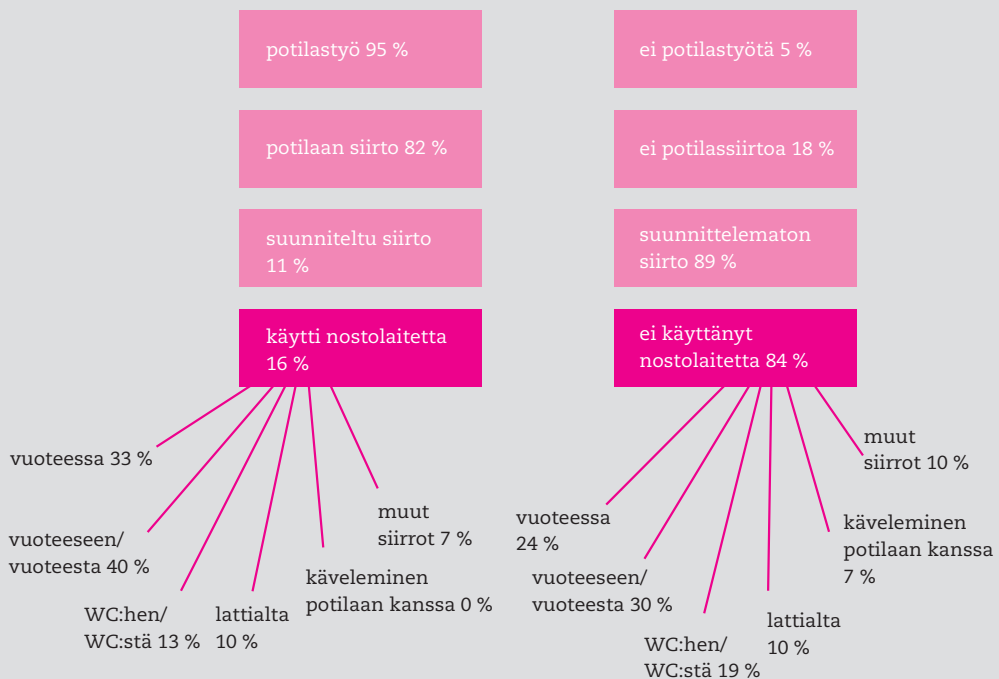 potilastyö 95 %
ei potilastyötä 5 %
potilaan siirto 82 %
ei potilassiirtoa 18 %
suunniteltu siirto
11 %
suunnittelematon
siirto 89 %
käytti nostolaitetta
16 %
ei käyttänyt
nostolaitetta 84 %
vuoteessa 33 %
vuoteeseen/
vuoteesta 40 %
WC:hen/
WC:stä 13 %
lattialta
10 %
käveleminen
potilaan kanssa 0 %
muut
siirrot 7 %
vuoteessa
24 %
vuoteeseen/
vuoteesta 30 %
WC:hen/
WC:stä 19 %
lattialta
10 %
käveleminen
potilaan kanssa
7 %
muut
siirrot 10 %